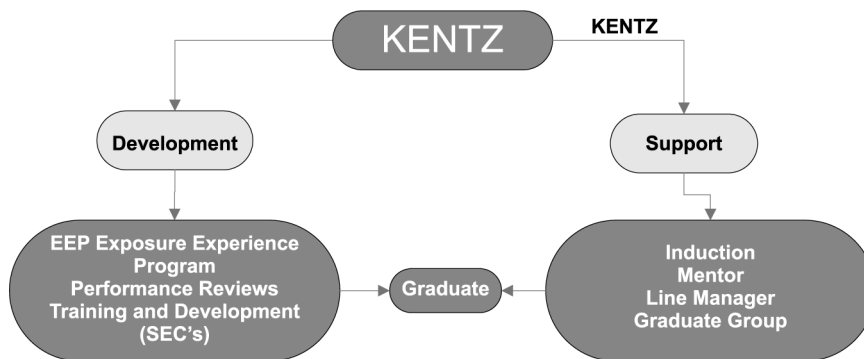 KENTZ
KENTZ
Development
Support
EEP Exposure Experience
Program
Performance Reviews
Training and Development
(SEC's)
Graduate
Induction
Mentor
Line Manager
Graduate Group